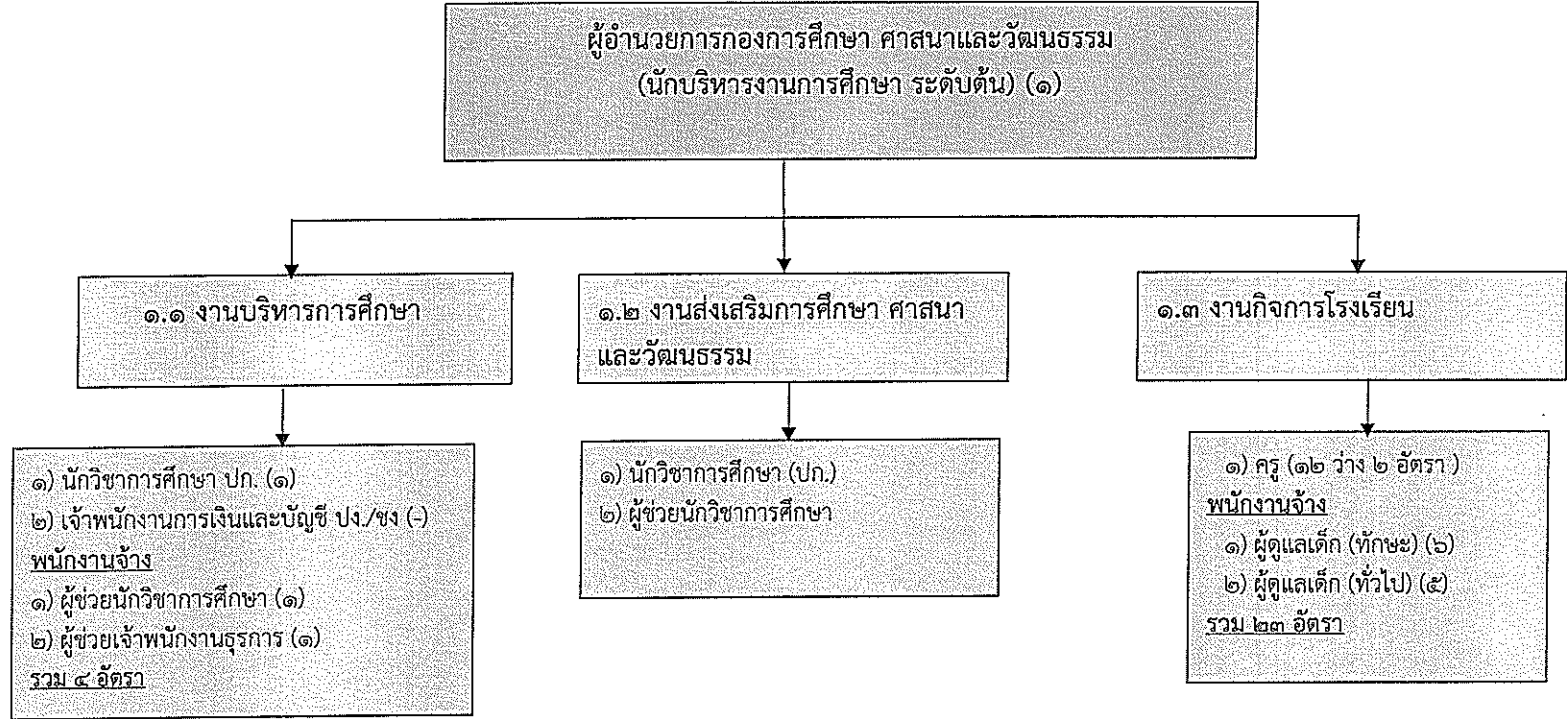 ผู้อำนวยการกองการศึกษา ศาสนาและวัฒนธรรม
(นักบริหารงานการศึกษา ระดับต้น) (๑)
๑.๑ งานบริหารการศึกษา
๑.๒ งานส่งเสริมการศึกษา ศาสนา
และวัฒนธรรม
๑.๓ งานกิจการโรงเรียน
๑) นักวิชาการศึกษา ปก. (๑)
๒) เจ้าพนักงานการเงินและบัญชี ปง./ชง (-)
พนักงานจ้าง
๑) ผู้ช่วยนักวิชาการศึกษา (๑)
๒) ผู้ช่วยเจ้าพนักงานธุรการ (๑)
รวม ๔ อัตรา
๑) นักวิชาการศึกษา (ปก.)
๒) ผู้ช่วยนักวิชาการศึกษา
๑) ครู (๑๒ ว่าง ๒ อัตรา )
พนักงานจ้าง
๑) ผู้ดูแลเด็ก (ทักษะ) (๖)
๒) ผู้ดูแลเด็ก (ทั่วไป) (๕)
รวม ๒๓ อัตรา